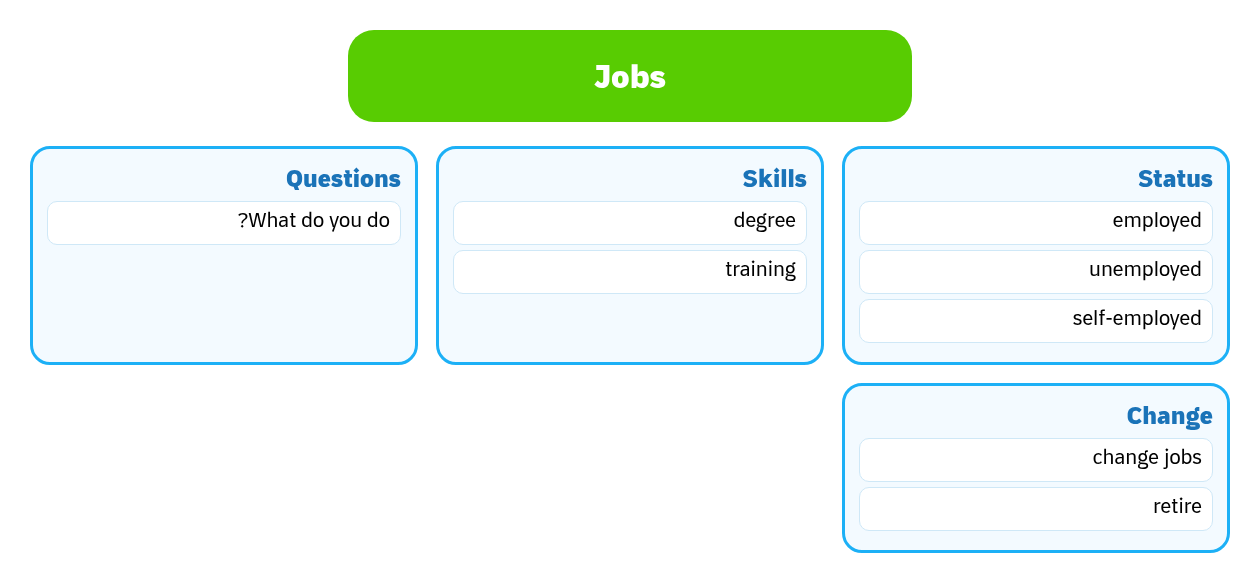 Jobs
Status
employed
unemployed
self-employed
Skills
degree
training
Questions
?What do you do
Change
change jobs
retire